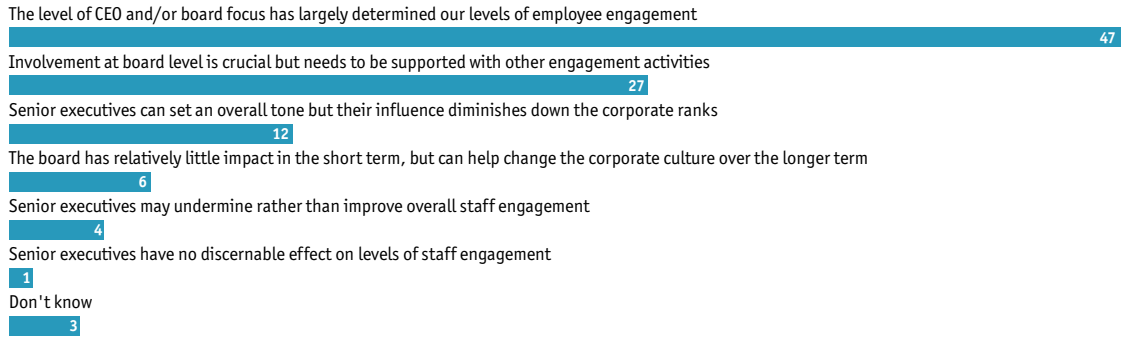 The level of CEO and/or board focus has largely determined our levels of employee engagement
47
Involvement at board level is crucial but needs to be supported with other engagement activities
27
Senior executives can set an overall tone but their influence diminishes down the corporate ranks
12
The board has relatively little impact in the short term, but can help change the corporate culture over the longer term
6
Senior executives may undermine rather than improve overall staff engagement
4
Senior executives have no discernable effect on levels of staff engagement
1
Don't know
3